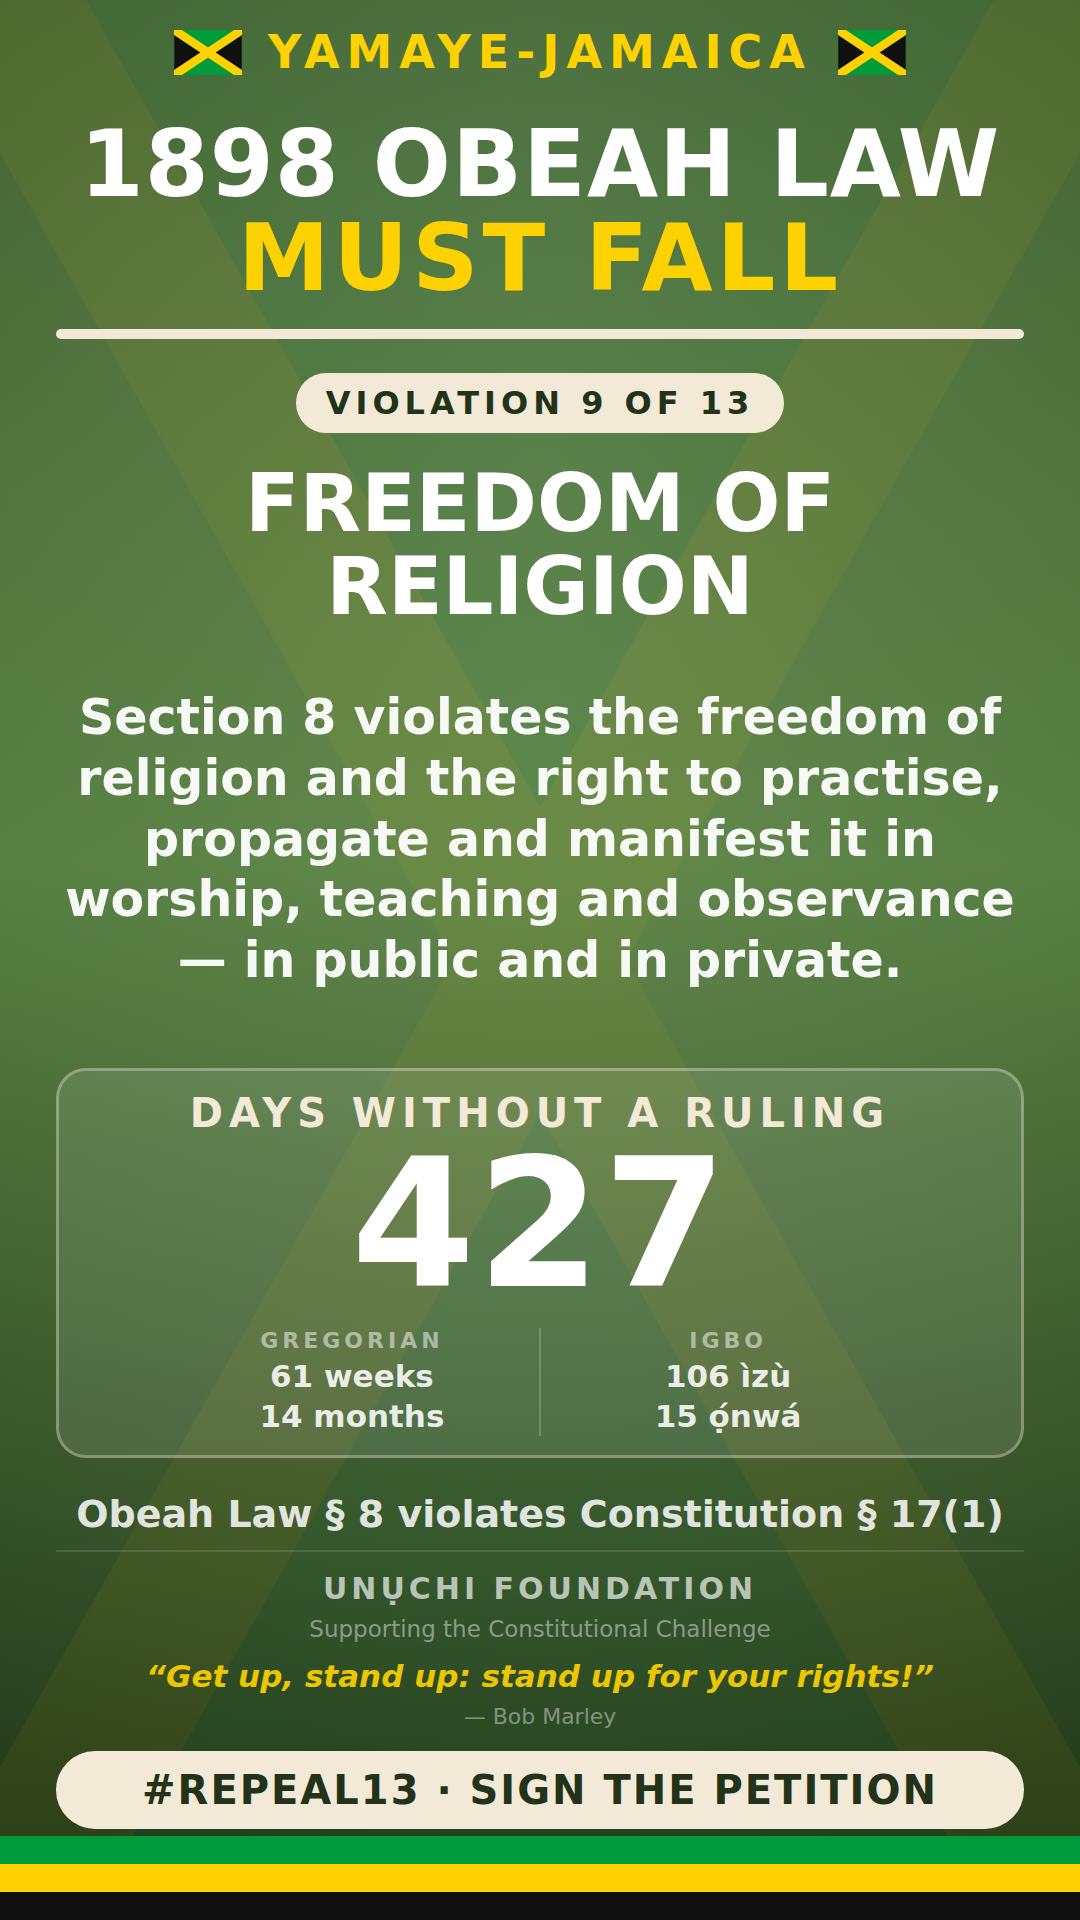 YAMAYE-JAMAICA
1898 OBEAH LAW
MUST FALL
VIOLATION 9 OF 13
FREEDOM OF
RELIGION
Section 8 violates the freedom of
religion and the right to practise,
propagate and manifest it in
worship, teaching and observance
— in public and in private.
DAYS WITHOUT A RULING
427
GREGORIAN
61 weeks
14 months
IGBO
106 ìzù
15 ọ́nwá
Obeah Law § 8 violates Constitution § 17(1)
UNỤCHI FOUNDATION
Supporting the Constitutional Challenge
“Get up, stand up: stand up for your rights!”
— Bob Marley
#REPEAL13 · SIGN THE PETITION